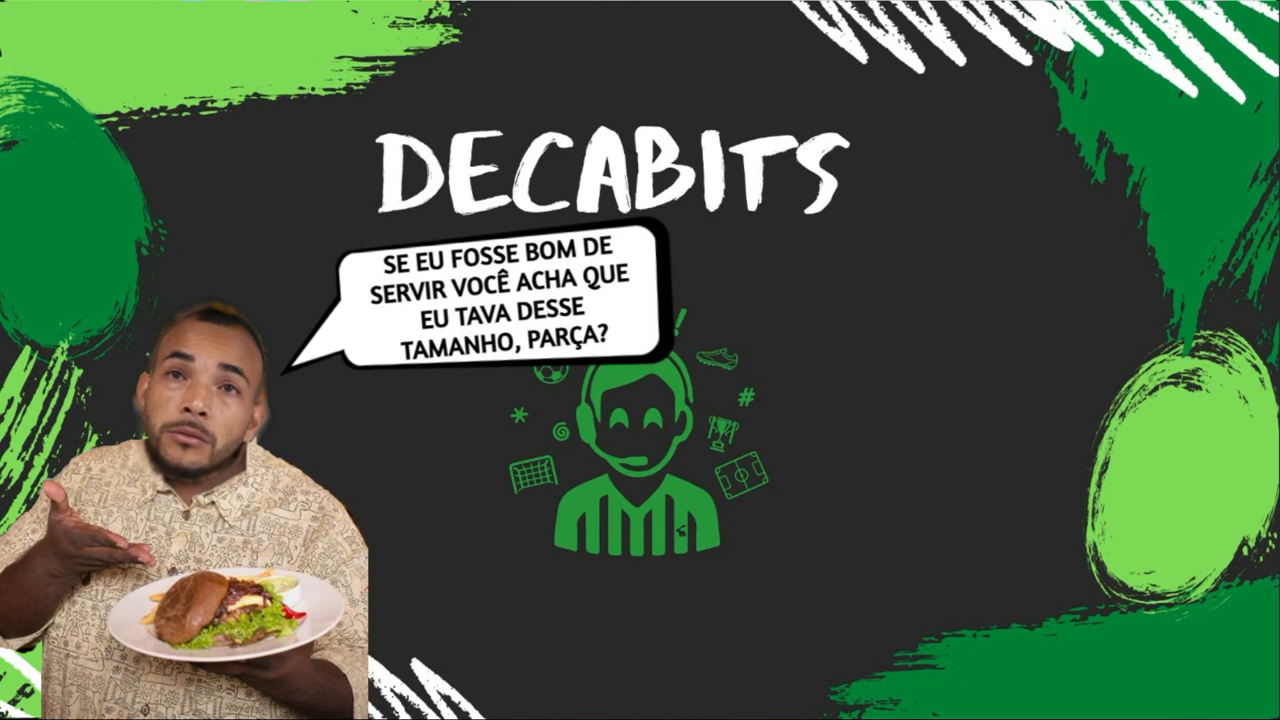 DECABITS
SE EU FOSSE BOM DE
SERVIR VOCÊ ACHA QUE
EU TAVA DESSE
TAMANHO, PARÇA?